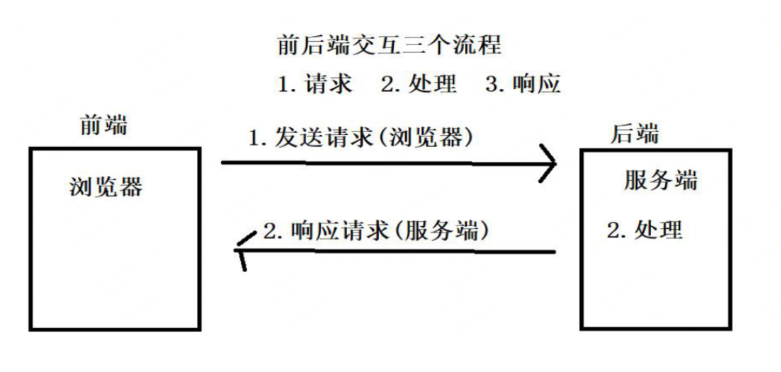 前后端交互三个流程
1.请求 2.处理 3.响应
前端
1.发送请求(浏览器)
后端
浏览器
服务端
2.响应请求(服务端)
2.处理